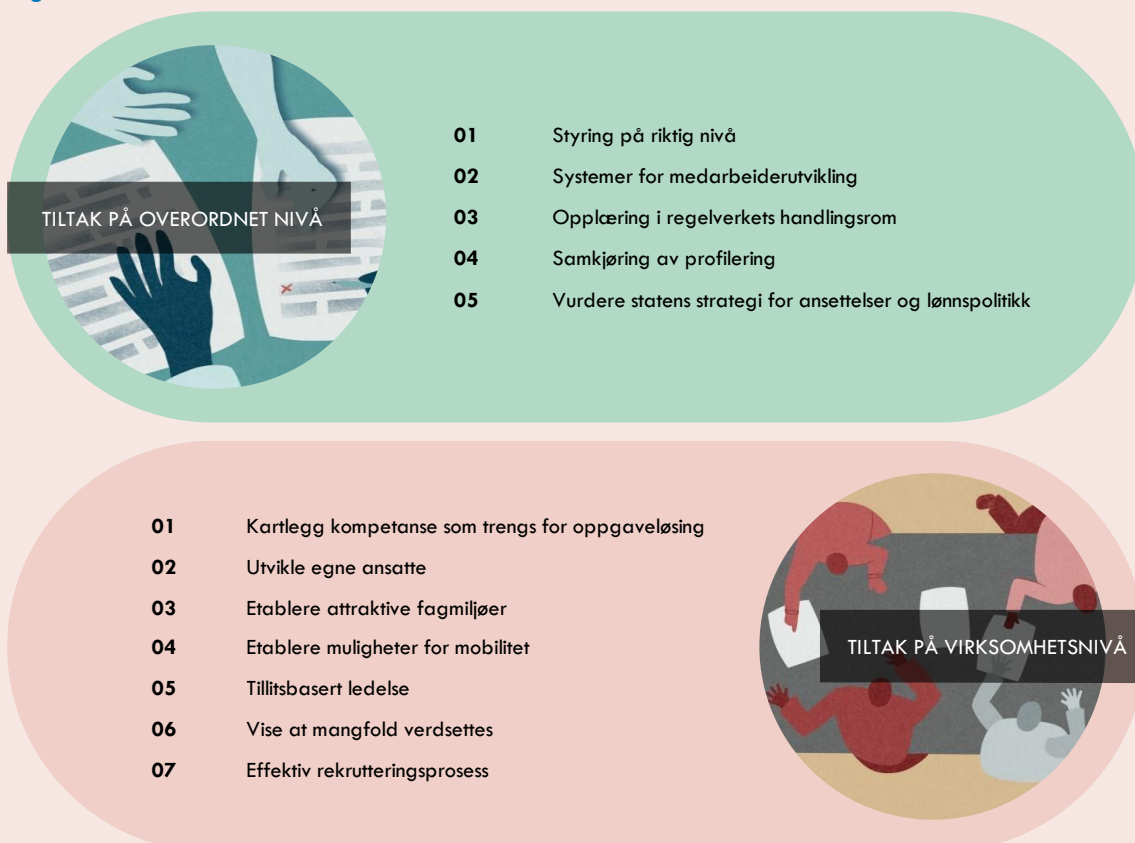 TILTAK PÅ OVERORDNET NIVÅ
01 Styring på riktig nivå
02 Systemer for medarbeiderutvikling
03 Opplæring i regelverkets handlingsrom
04 Samkjøring av profilering
05 Vurdere statens strategi for ansettelser og lønnspolitikk
01 Kartlegg kompetanse som trengs for oppgaveløsing
02 Utvikle egne ansatte
03 Etablere attraktive fagmiljøer
04 Etablere muligheter for mobilitet
05 Tillitsbasert ledelse
06 Vise at mangfold verdsettes
07 Effektiv rekrutteringsprosess
TILTAK PÅ VIRKSOMHETSNIVÅ